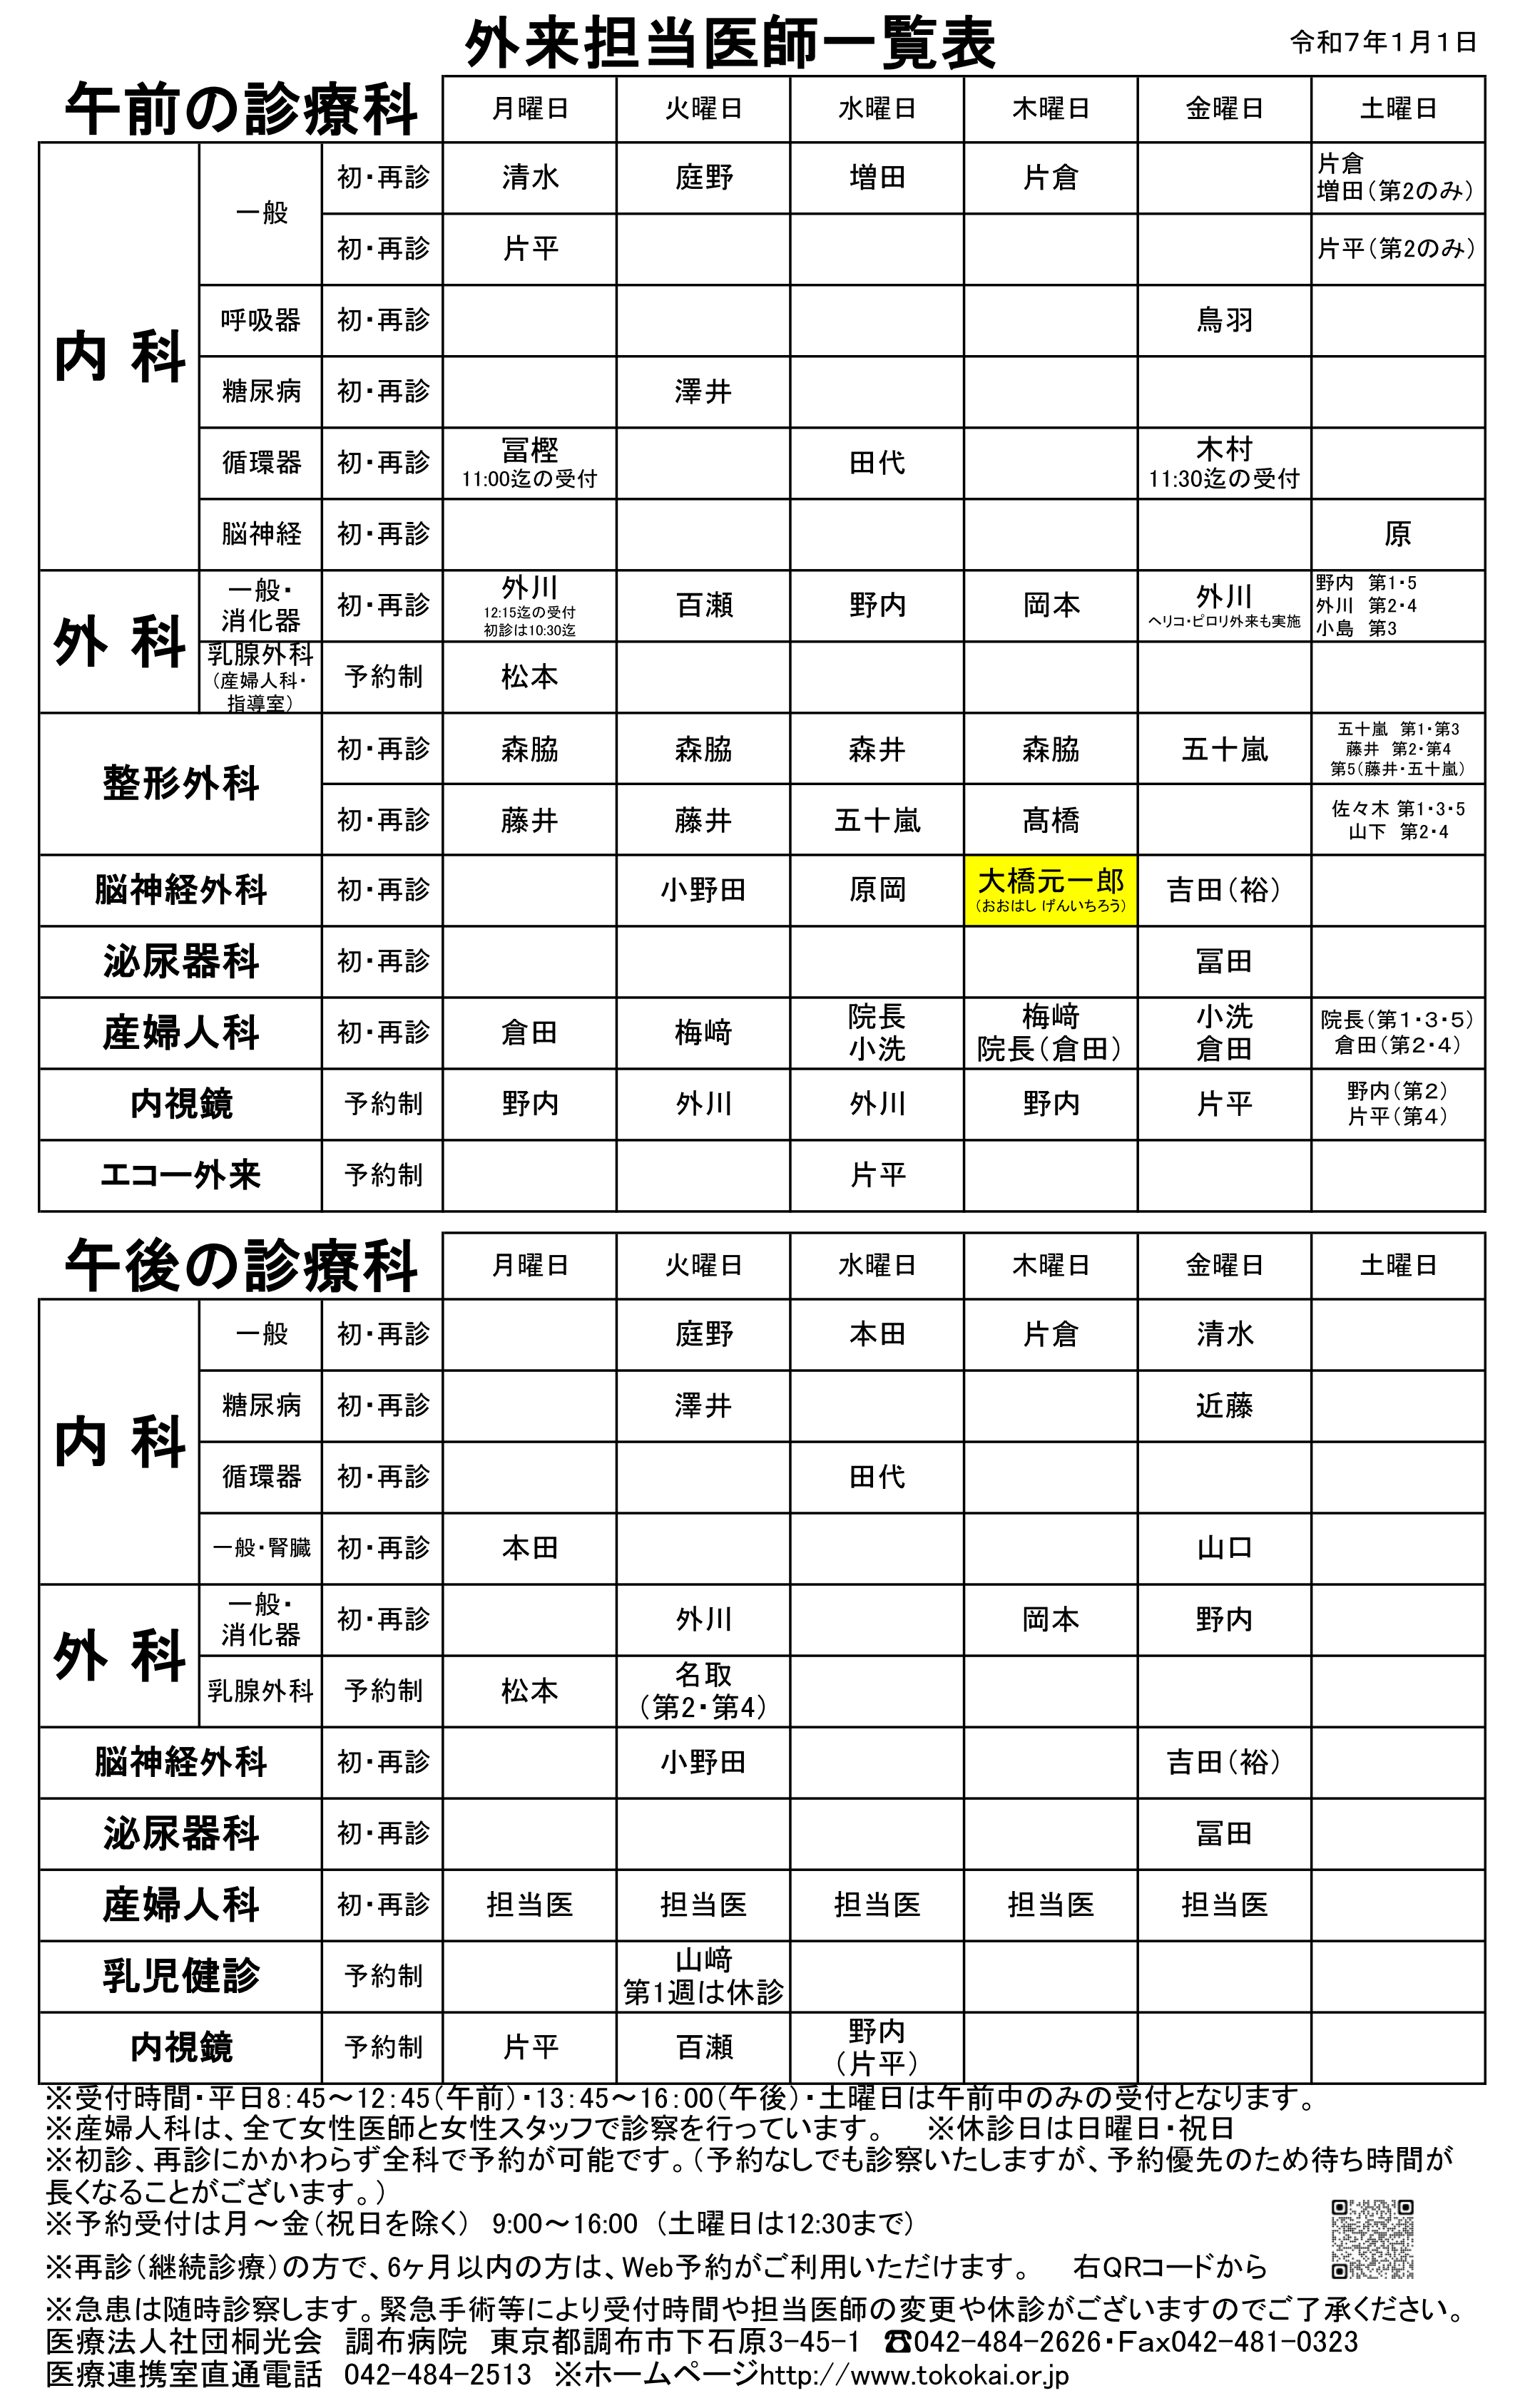 外来担当医師一覧表
令和7年1月1日
午前の診療科 月曜日 火曜日 水曜日 木曜日 金曜日 土曜日
内 科
一般
初・再診 清水 庭野 増田 片倉 片倉
増田（第2のみ）
初・再診 片平 片平（第2のみ）
呼吸器 初・再診 鳥羽
糖尿病 初・再診 澤井
循環器 初・再診 冨樫 田代 木村
11:00迄の受付 11:30迄の受付
脳神経 初・再診 原
外 科
一般・
消化器
初・再診 外川 百瀬 野内 岡本 外川
12:15迄の受付
初診は10:30迄
ヘリコ・ピロリ外来も実施
野内 第1・5
外川 第2・4
小島 第3
乳腺外科
（産婦人科・
指導室）
予約制 松本
整形外科
初・再診 森脇 森脇 森井 森脇 五十嵐
五十嵐 第1・第3
藤井 第2・第4
第5（藤井・五十嵐）
初・再診 藤井 藤井 五十嵐 髙橋
佐々木 第1・3・5
山下 第2・4
脳神経外科 初・再診 小野田 原岡 大橋元一郎 吉田（裕）
（おおはし げんいちろう）
泌尿器科 初・再診 冨田
産婦人科 初・再診 倉田 梅﨑
院長
小洗
梅﨑
院長（倉田）
小洗
倉田
院長（第1・3・5）
倉田（第2・4）
内視鏡 予約制 野内 外川 外川 野内 片平
野内（第2）
片平（第4）
エコー外来 予約制 片平
午後の診療科 月曜日 火曜日 水曜日 木曜日 金曜日 土曜日
内 科
一般 初・再診 庭野 本田 片倉 清水
糖尿病 初・再診 澤井 近藤
循環器 初・再診 田代
一般・腎臓 初・再診 本田 山口
外 科
一般・
消化器
初・再診 外川 岡本 野内
乳腺外科 予約制 松本 名取
（第2・第4）
脳神経外科 初・再診 小野田 吉田（裕）
泌尿器科 初・再診 冨田
産婦人科 初・再診 担当医 担当医 担当医 担当医 担当医
乳児健診 予約制 山﨑
第1週は休診
内視鏡 予約制 片平 百瀬 野内
（片平）
※受付時間・平日8：45～12：45（午前）・13：45～16：00（午後）・土曜日は午前中のみの受付となります。
※産婦人科は、全て女性医師と女性スタッフで診察を行っています。 ※休診日は日曜日・祝日
※初診、再診にかかわらず全科で予約が可能です。（予約なしでも診察いたしますが、予約優先のため待ち時間が
長くなることがございます。）
※予約受付は月～金（祝日を除く） 9:00～16:00 （土曜日は12:30まで）
※再診（継続診療）の方で、6ヶ月以内の方は、Web予約がご利用いただけます。 右QRコードから
※急患は随時診察します。緊急手術等により受付時間や担当医師の変更や休診がございますのでご了承ください。
医療法人社団桐光会 調布病院 東京都調布市下石原3-45-1 ☎042-484-2626・Fax042-481-0323
医療連携室直通電話 042-484-2513 ※ホームページhttp://www.tokokai.or.jp